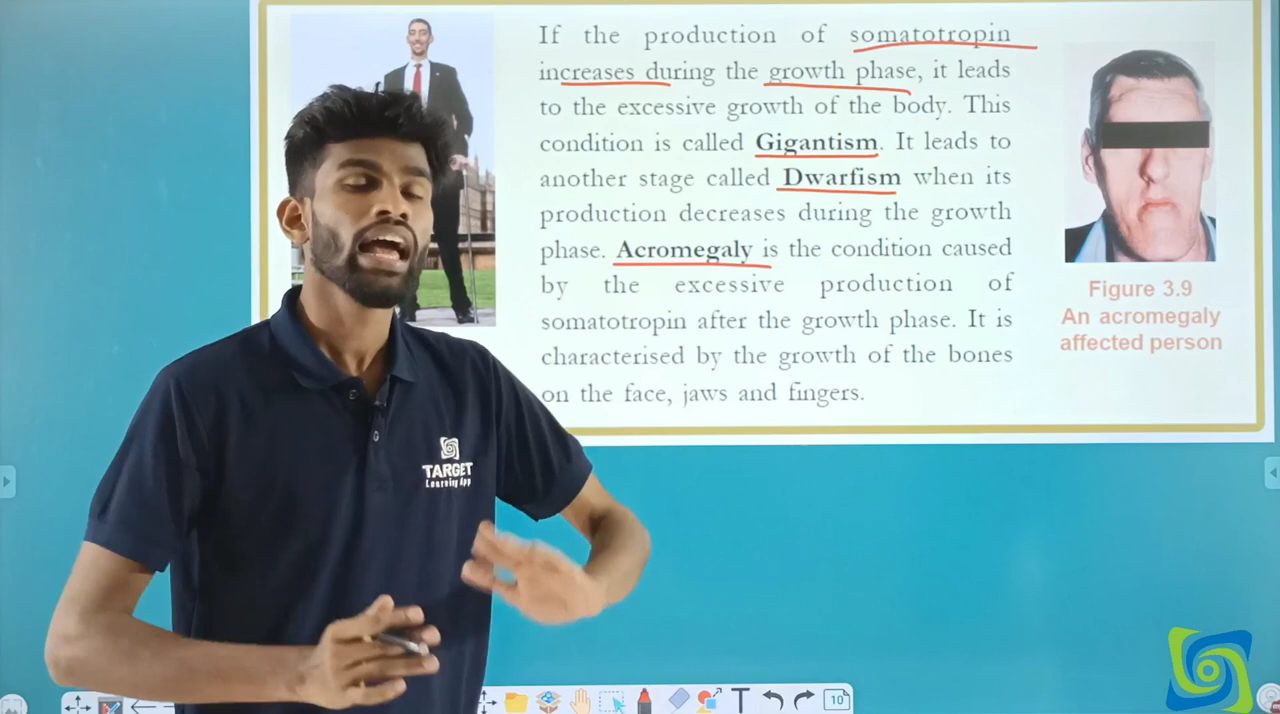 If the production of somatotropin
increases during the growth phase, it leads
to the excessive growth of the body. This
condition is called Gigantism. It leads to
another stage called Dwarfism when its
production decreases during the growth
phase. Acromegaly is the condition caused
by the excessive production of
somatotropin after the growth phase. It is
characterised by the growth of the bones
on the face, jaws and fingers.
Figure 3.9
An acromegaly
affected person
TARGET
Learning App
T
10